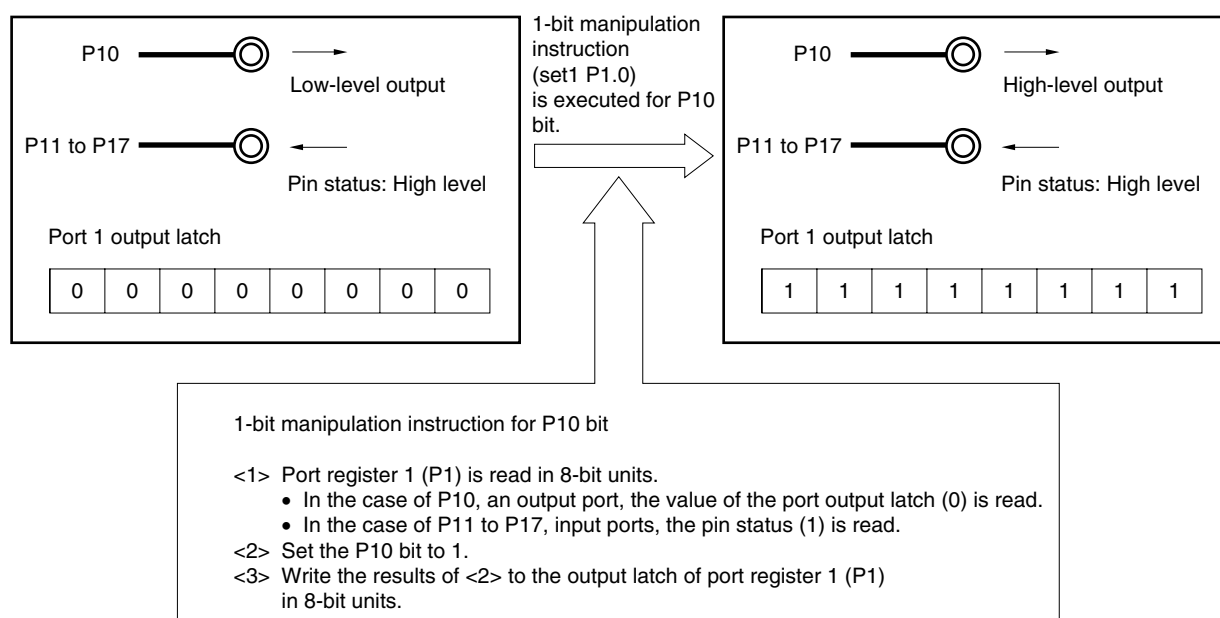 P10
Low-level output
P11 to P17
Pin status: High level
Port 1 output latch
0 0 0 0 0 0 0 0
1-bit manipulation
instruction
(set1 P1.0)
is executed for P10
bit.
P10
High-level output
P11 to P17
Pin status: High level
Port 1 output latch
1 1 1 1 1 1 1 1
1-bit manipulation instruction for P10 bit
<1> Port register 1 (P1) is read in 8-bit units.
• In the case of P10, an output port, the value of the port output latch (0) is read.
• In the case of P11 to P17, input ports, the pin status (1) is read.
<2> Set the P10 bit to 1.
<3> Write the results of <2> to the output latch of port register 1 (P1)
in 8-bit units.